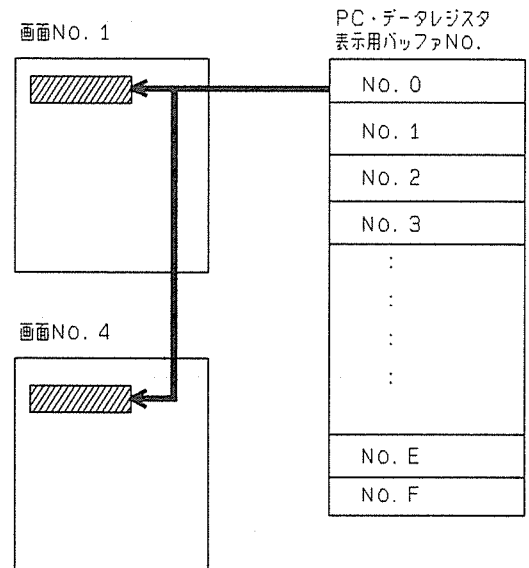 画面NO. 1
PC・データレジスタ
表示用バッファNO.
NO. 0
NO. 1
NO. 2
NO. 3
:
:
:
:
NO. E
NO. F
画面NO. 4